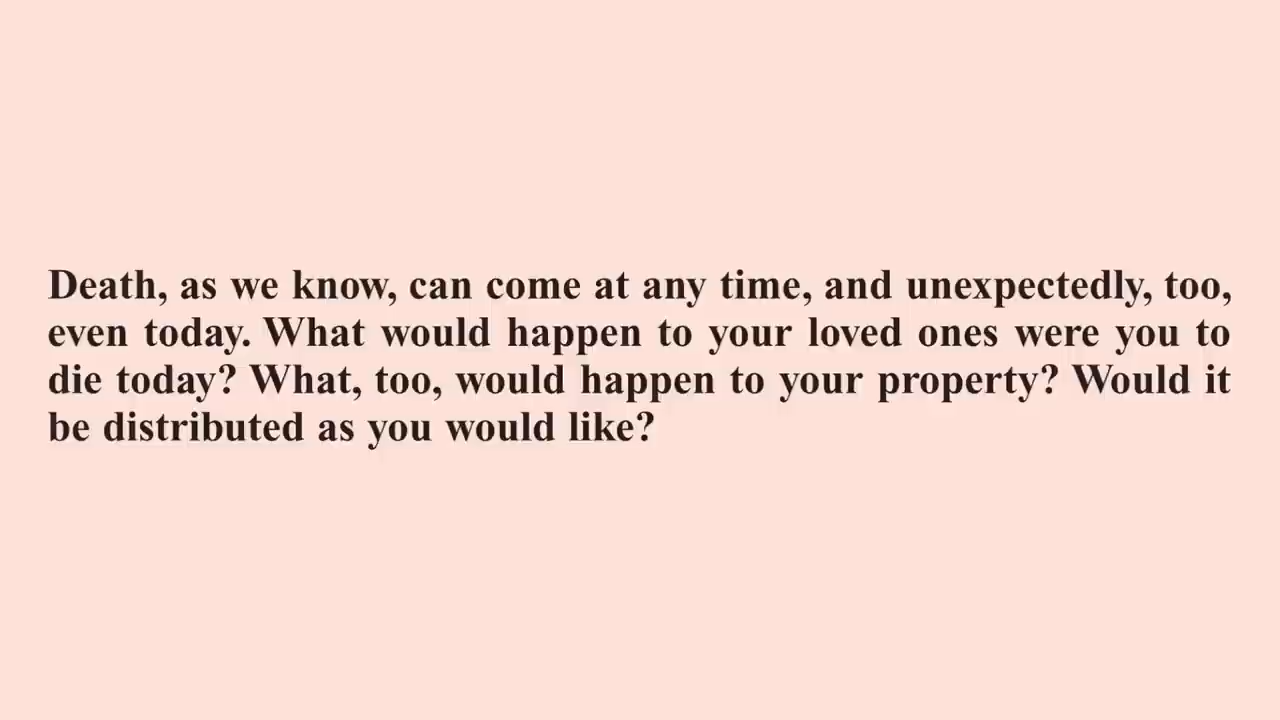 Death, as we know, can come at any time, and unexpectedly, too,
even today. What would happen to your loved ones were you to
die today? What, too, would happen to your property? Would it
be distributed as you would like?